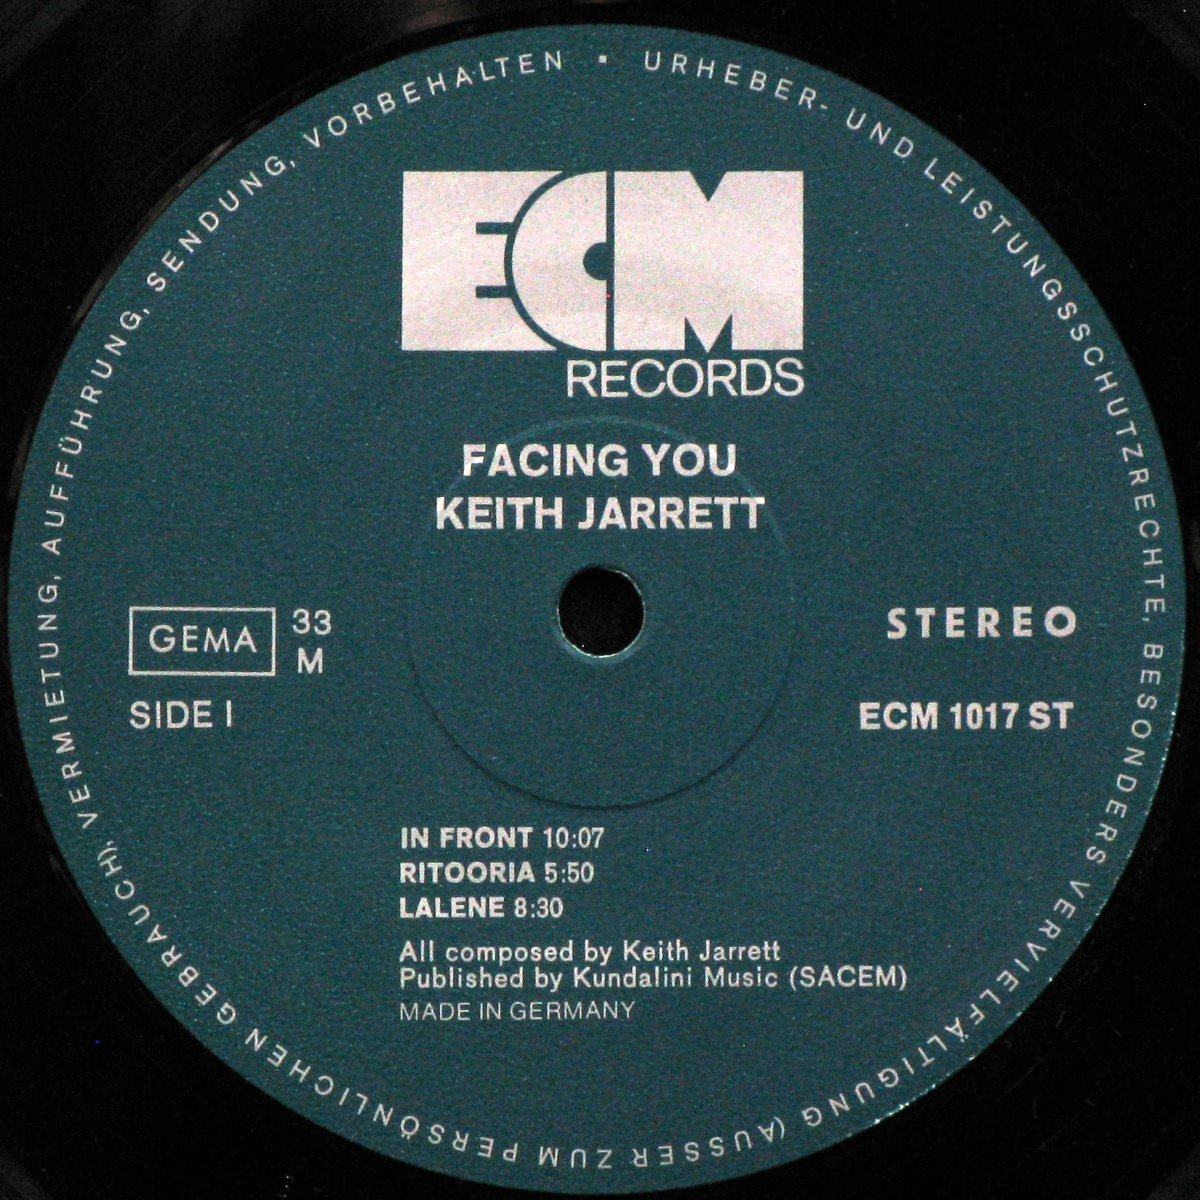 URHEBER- UND LEISTUNGSSCHUTZRECHTE, BESONDERS VERVIELFÄLTIGUNG (AUSSER ZUM PERSÖNLICHEN GEBRAUCH), VERMIETUNG, AUFFÜHRUNG, SENDUNG, VORBEHALTEN ▪
ECM
RECORDS
FACING YOU
KEITH JARRETT
GEMA 33 M
STEREO
SIDE I
ECM 1017 ST
IN FRONT 10:07
RITOORIA 5:50
LALENE 8:30
All composed by Keith Jarrett
Published by Kundalini Music (SACEM)
MADE IN GERMANY